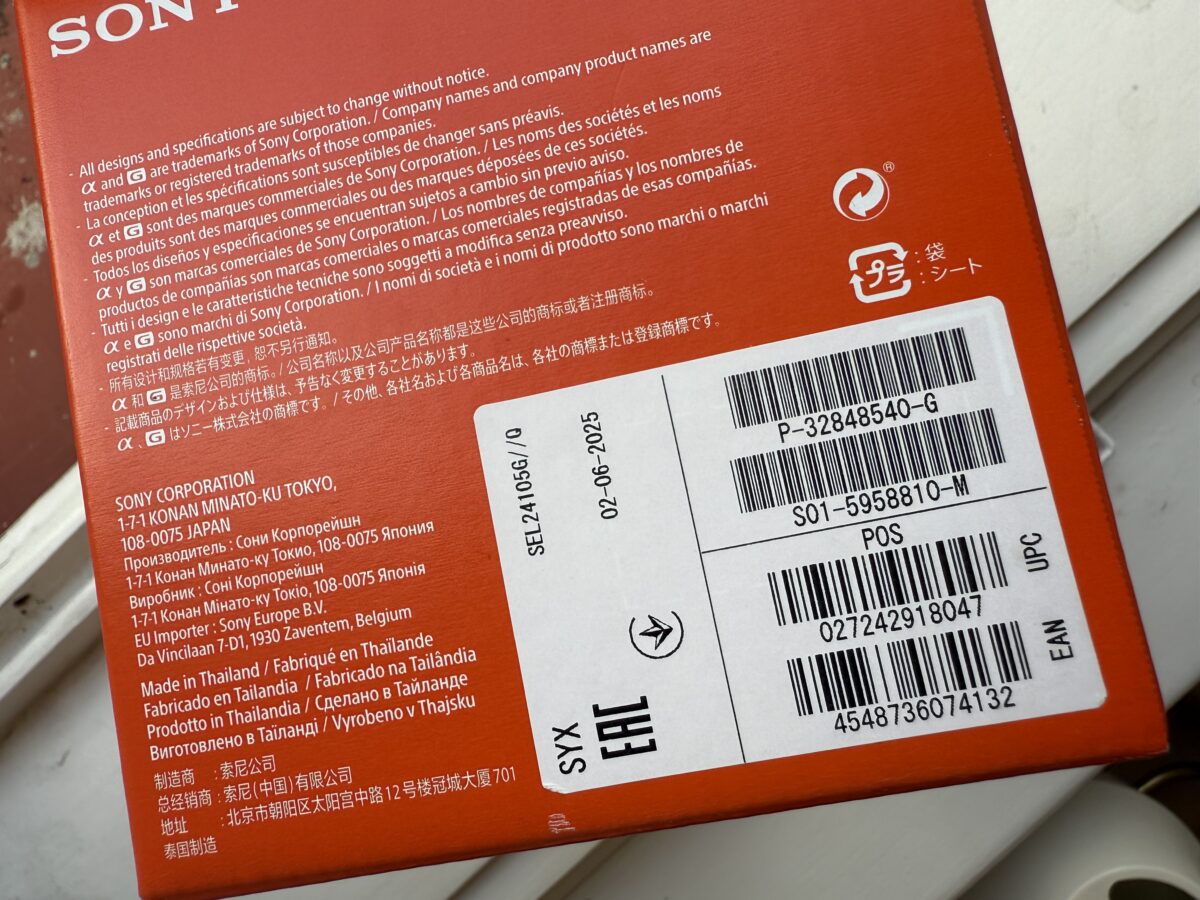 SONY
- All designs and specifications are subject to change without notice.
α and G are trademarks of Sony Corporation. / Company names and company product names are
trademarks or registered trademarks of those companies.
- La conception et les spécifications sont susceptibles de changer sans préavis.
α et G sont des marques commerciales de Sony Corporation. / Les noms des sociétés et les noms
des produits sont des marques commerciales ou des marques déposées de ces sociétés.
- Todos los diseños y especificaciones se encuentran sujetos a cambio sin previo aviso.
α y G son marcas comerciales de Sony Corporation. / Los nombres de compañías y los nombres de
productos de compañías son marcas comerciales o marcas comerciales registradas de esas compañías.
- Tutti i design e le caratteristiche tecniche sono soggetti a modifica senza preavviso.
α e G sono marchi di Sony Corporation. / I nomi di società e i nomi di prodotto sono marchi o marchi
registrati delle rispettive società.
- 所有设计和规格若有变更，恕不另行通知。
α 和 G 是索尼公司的商标。/ 公司名称以及公司产品名称都是这些公司的商标或者注册商标。
- 記載商品のデザインおよび仕様は、予告なく変更することがあります。
α、G はソニー株式会社の商標です。/ その他、各社名および各商品名は、各社の商標または登録商標です。
®
プラ : 袋
: シート
SONY CORPORATION
1-7-1 KONAN MINATO-KU TOKYO,
108-0075 JAPAN
Производитель : Сони Корпорейшн
1-7-1 Конан Минато-ку Токио, 108-0075 Япония
Виробник : Соні Корпорейшн
1-7-1 Конан Мінато-ку Токіо, 108-0075 Японія
EU Importer : Sony Europe B.V.
Da Vincilaan 7-D1, 1930 Zaventem, Belgium
Made in Thailand / Fabriqué en Thaïlande
Fabricado en Tailandia / Fabricado na Tailândia
Prodotto in Thailandia / Сделано в Тайланде
Виготовлено в Таїланді / Vyrobeno v Thajsku
制造商 : 索尼公司
总经销商 : 索尼(中国)有限公司
地址 : 北京市朝阳区太阳宫中路12号楼冠城大厦701
泰国制造
SEL24105G//Q
02-06-2025
SYX
EAC
P-32848540-G
S01-5958810-M
POS
027242918047
UPC
4548736074132
EAN